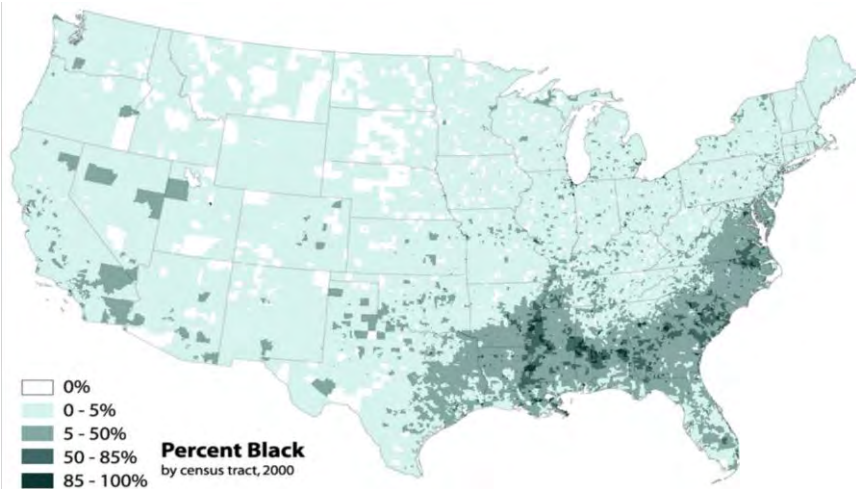 0%
0 - 5%
5 - 50%
50 - 85%
85 - 100%
Percent Black
by census tract, 2000